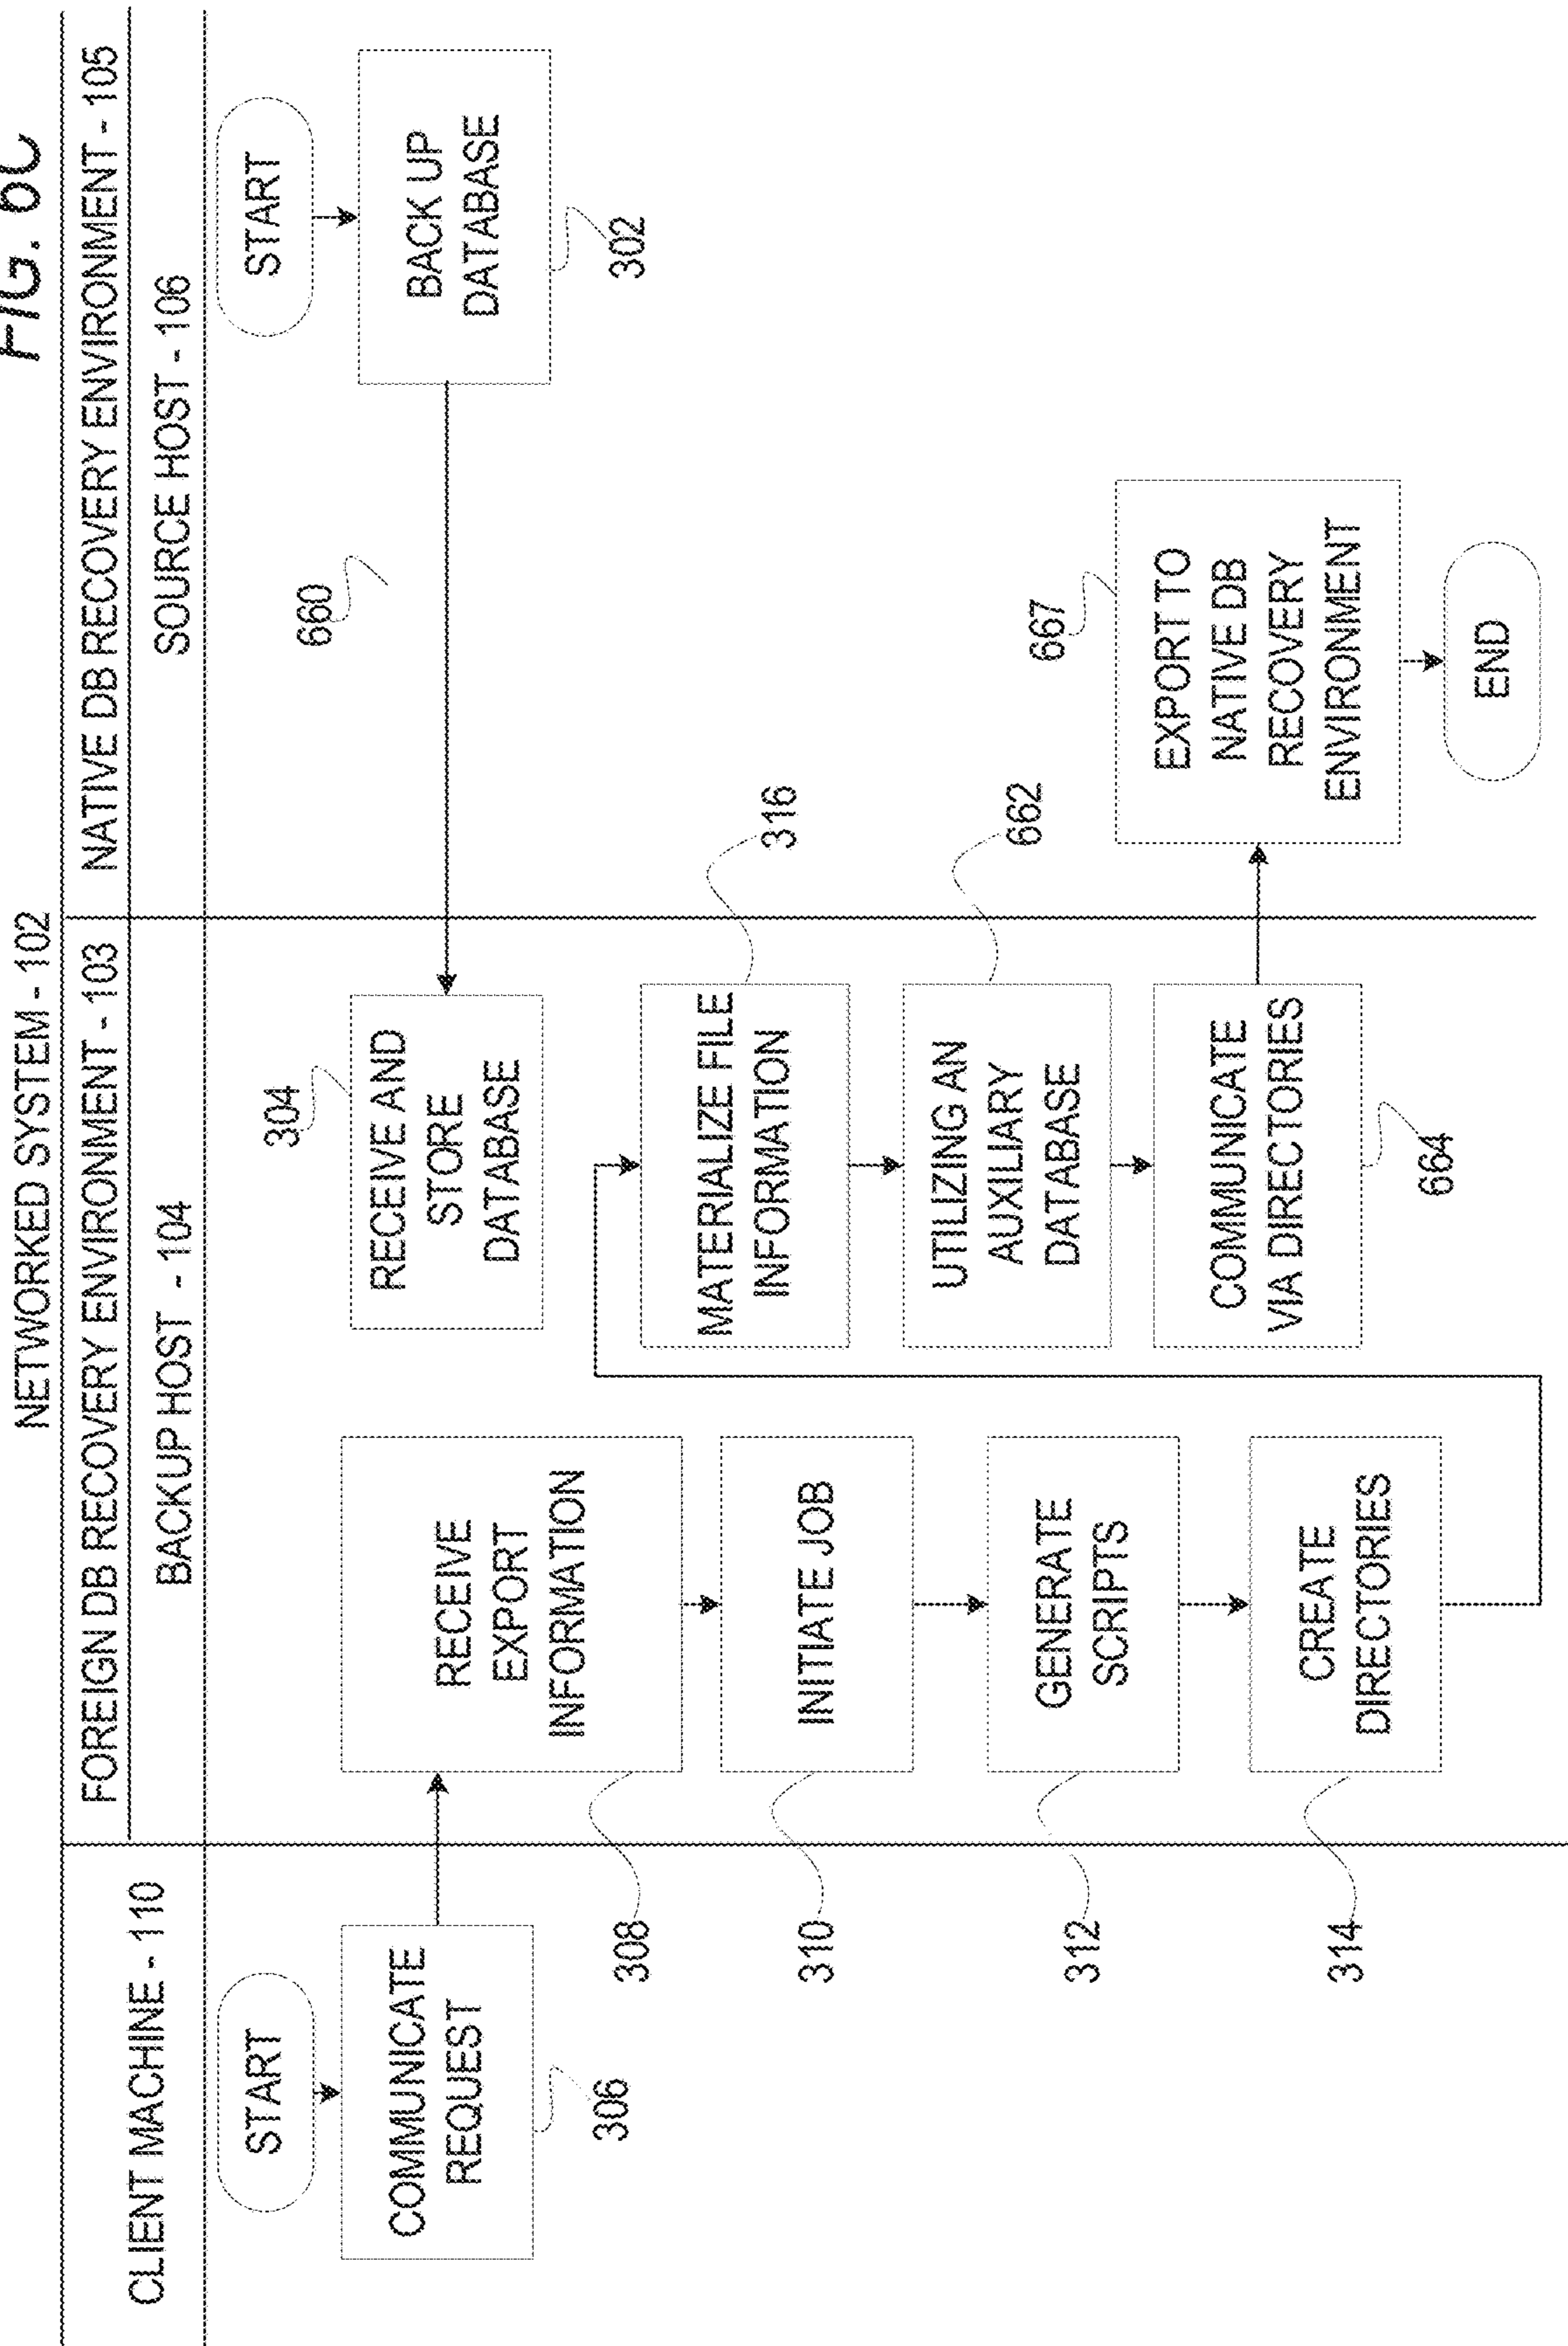 FIG. 6C
NETWORKED SYSTEM - 102
CLIENT MACHINE - 110
FOREIGN DB RECOVERY ENVIRONMENT - 103
NATIVE DB RECOVERY ENVIRONMENT - 105
BACKUP HOST - 104
SOURCE HOST - 106
START
COMMUNICATE
REQUEST
306
RECEIVE
EXPORT
INFORMATION
308
INITIATE JOB
310
GENERATE
SCRIPTS
312
CREATE
DIRECTORIES
314
304
RECEIVE AND
STORE
DATABASE
MATERIALIZE FILE
INFORMATION
316
UTILIZING AN
AUXILIARY
DATABASE
662
COMMUNICATE
VIA DIRECTORIES
664
START
BACK UP
DATABASE
302
660
667
EXPORT TO
NATIVE DB
RECOVERY
ENVIRONMENT
END